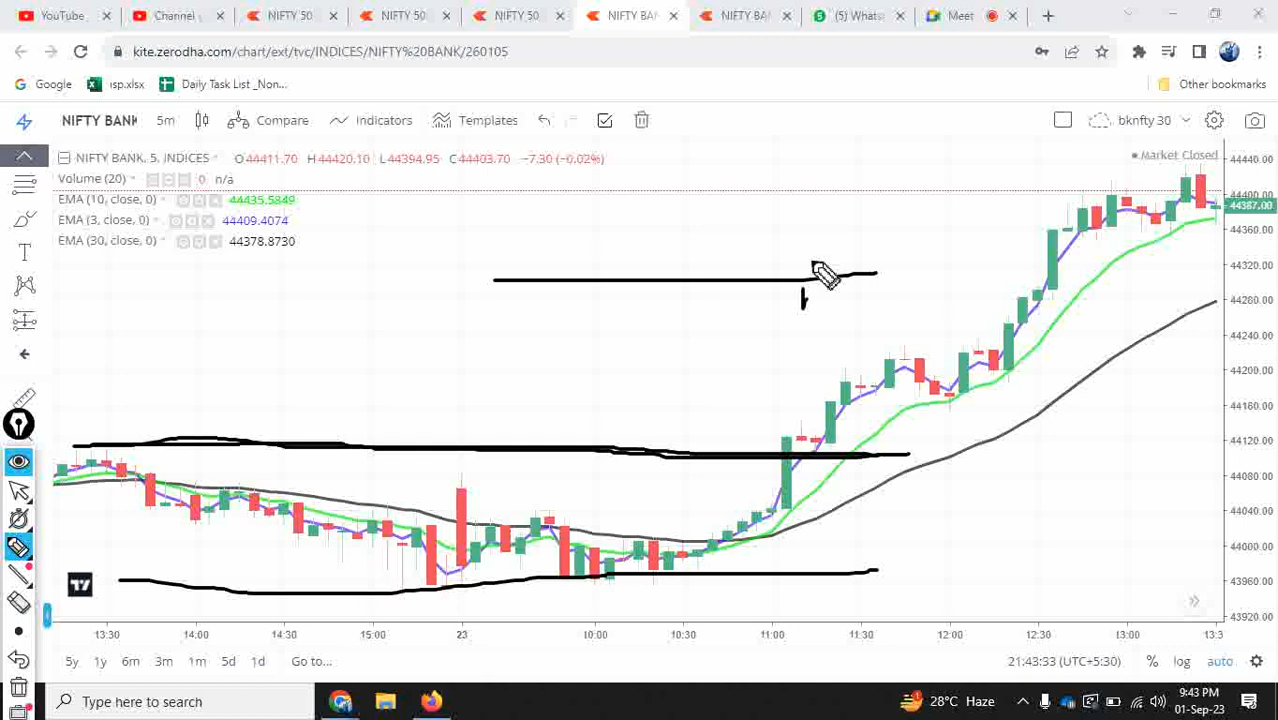 YouTube
Channel
NIFTY 50
NIFTY 50
NIFTY 50
NIFTY BAN
NIFTY BA
(5) Whats
Meet
kite.zerodha.com/chart/ext/tvc/INDICES/NIFTY%20BANK/260105
Google
ısp.xlsx
Daily Task List _Non...
Other bookmarks
NIFTY BANK
5m
Compare
Indicators
Templates
bknfty 30
NIFTY BANK, 5, INDICES
O44411.70 H44420.10 L44394.95 C44403.70 −7.30 (−0.02%)
Market Closed
Volume (20) 0 n/a
EMA (10, close, 0) 44435.5849
EMA (3, close, 0) 44409.4074
EMA (30, close, 0) 44378.8730
44440.00
44400.00
44387.00
44360.00
44320.00
44280.00
44240.00
44200.00
44160.00
44120.00
44080.00
44040.00
44000.00
43960.00
43920.00
13:30 14:00 14:30 15:00 23 10:00 10:30 11:00 11:30 12:00 12:30 13:00 13:3
5y 1y 6m 3m 1m 5d 1d Go to...
21:43:33 (UTC+5:30) % log auto
Type here to search
28°C Haze
9:43 PM
01-Sep-23